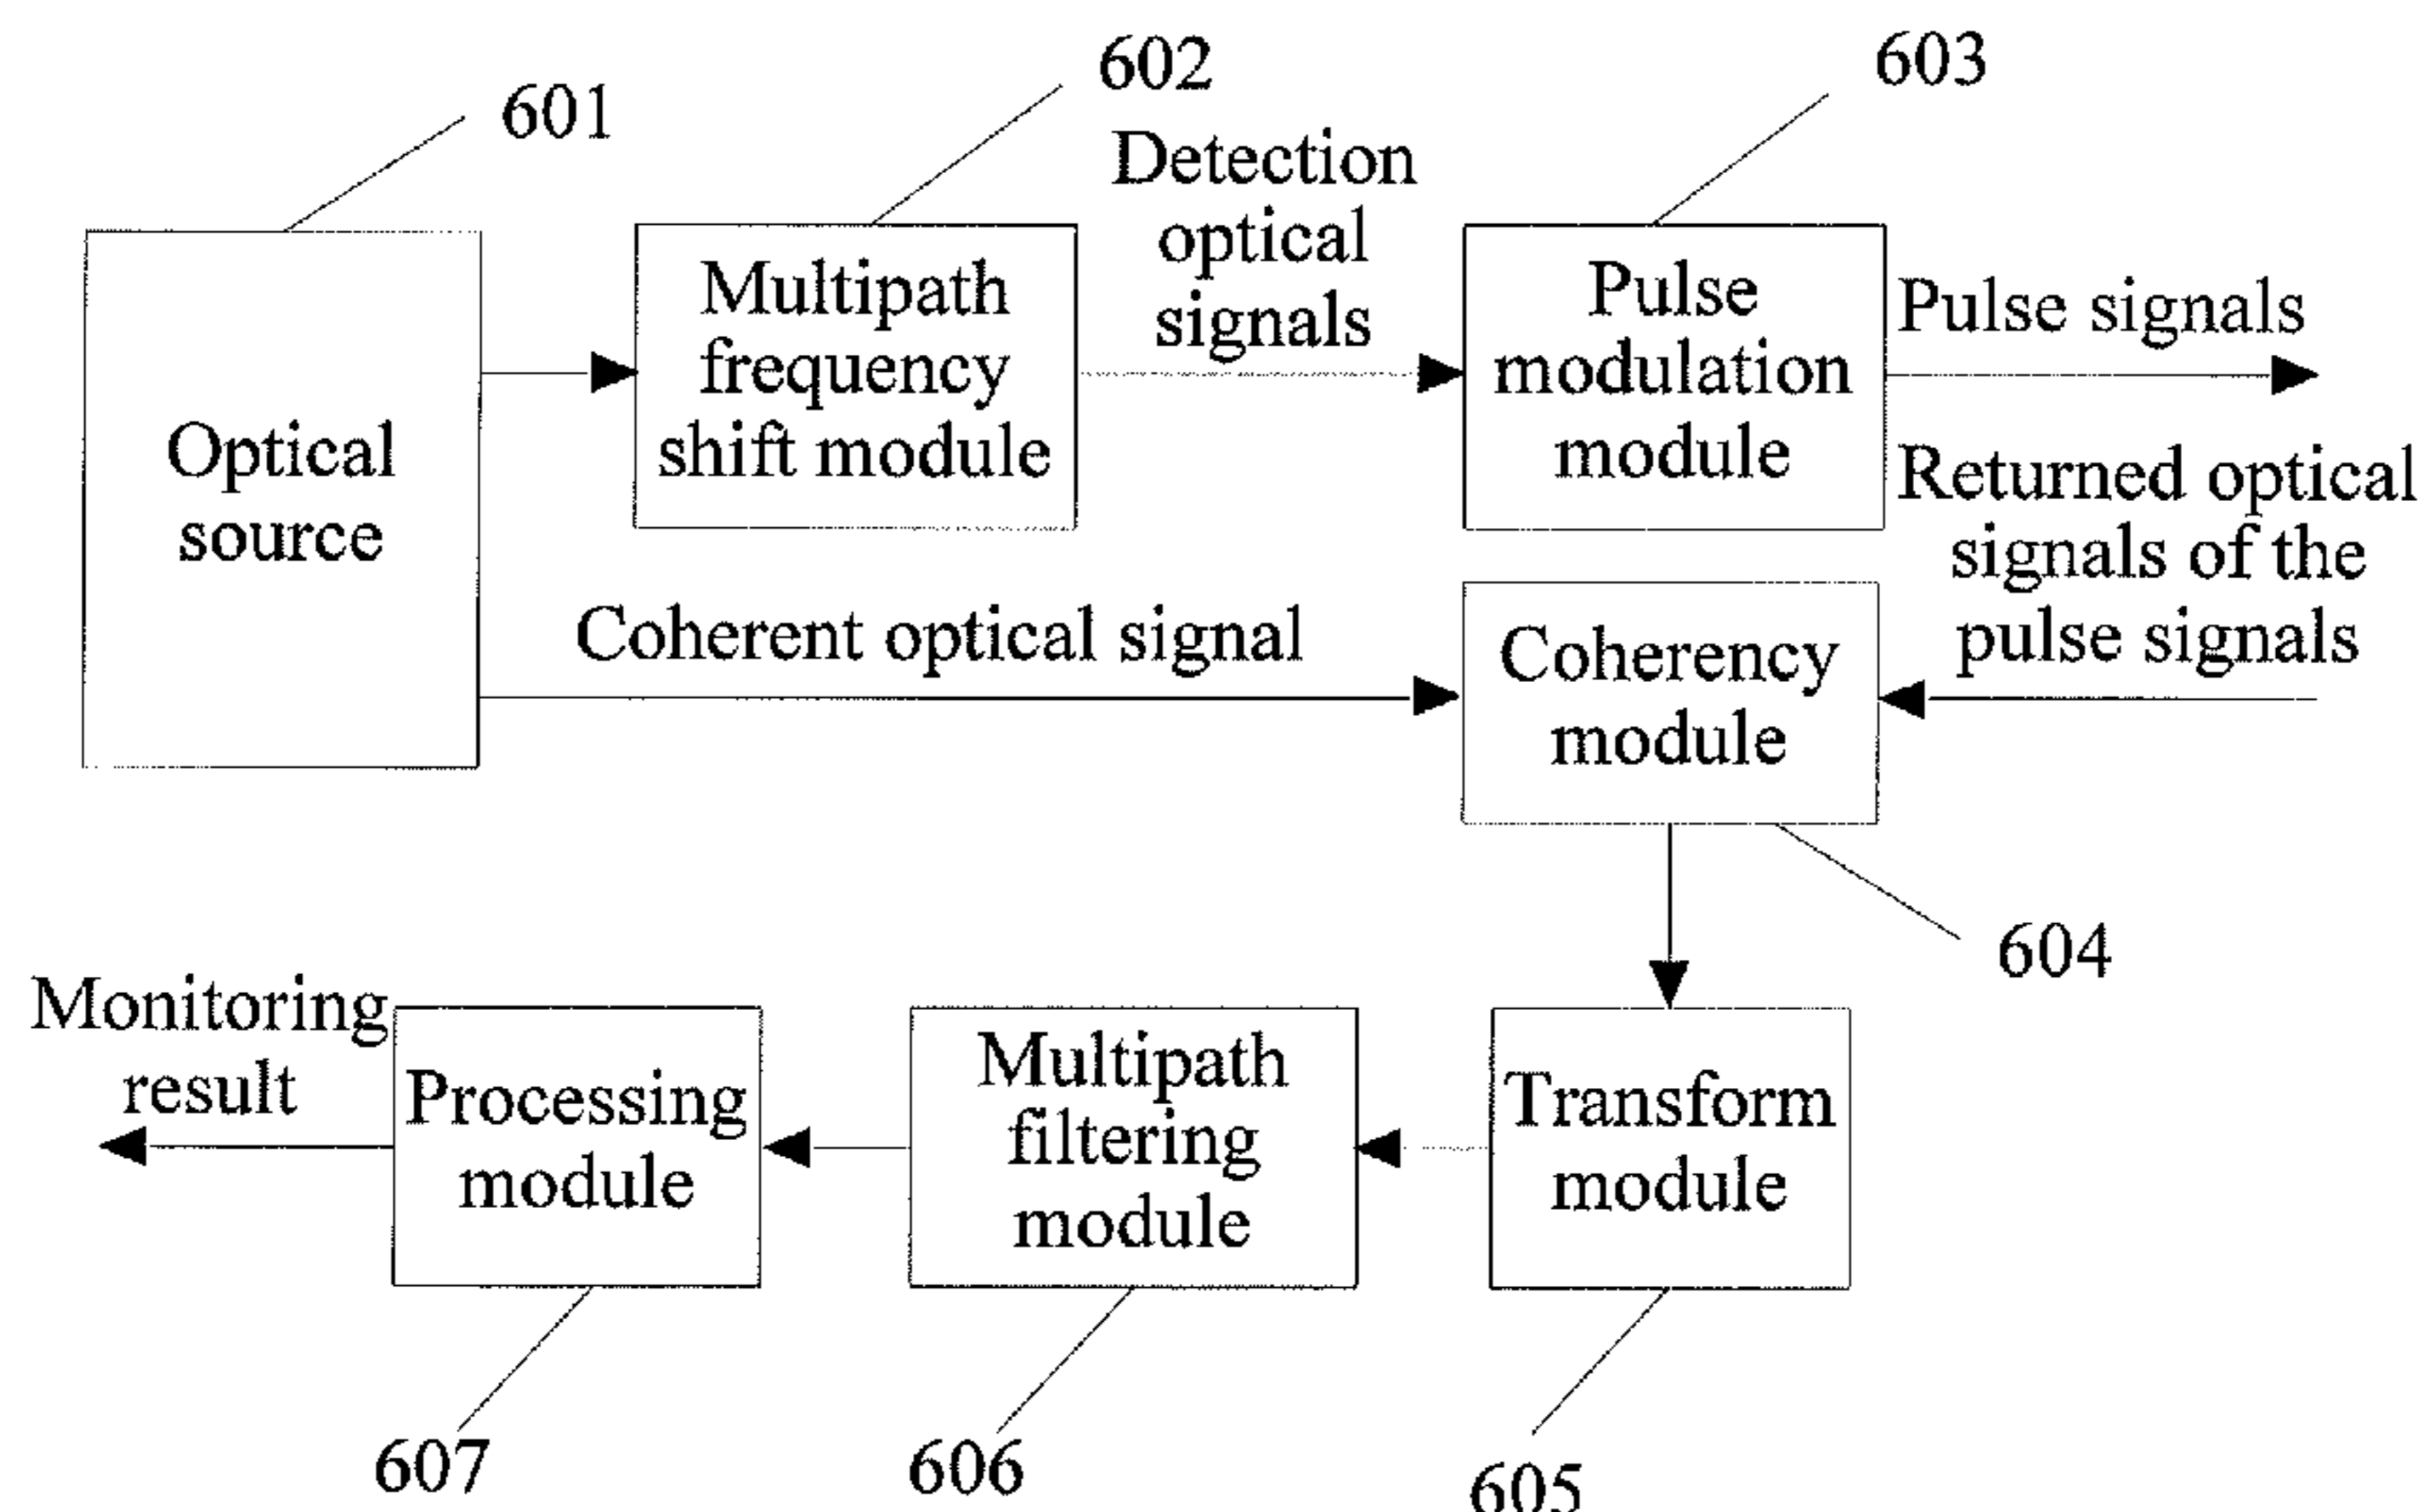 601
602
603
Optical
source
Multipath
frequency
shift module
Detection
optical
signals
Pulse
modulation
module
Pulse signals
Returned optical
signals of the
pulse signals
Coherent optical signal
Coherency
module
604
Monitoring
result
Processing
module
Multipath
filtering
module
Transform
module
607
606
605